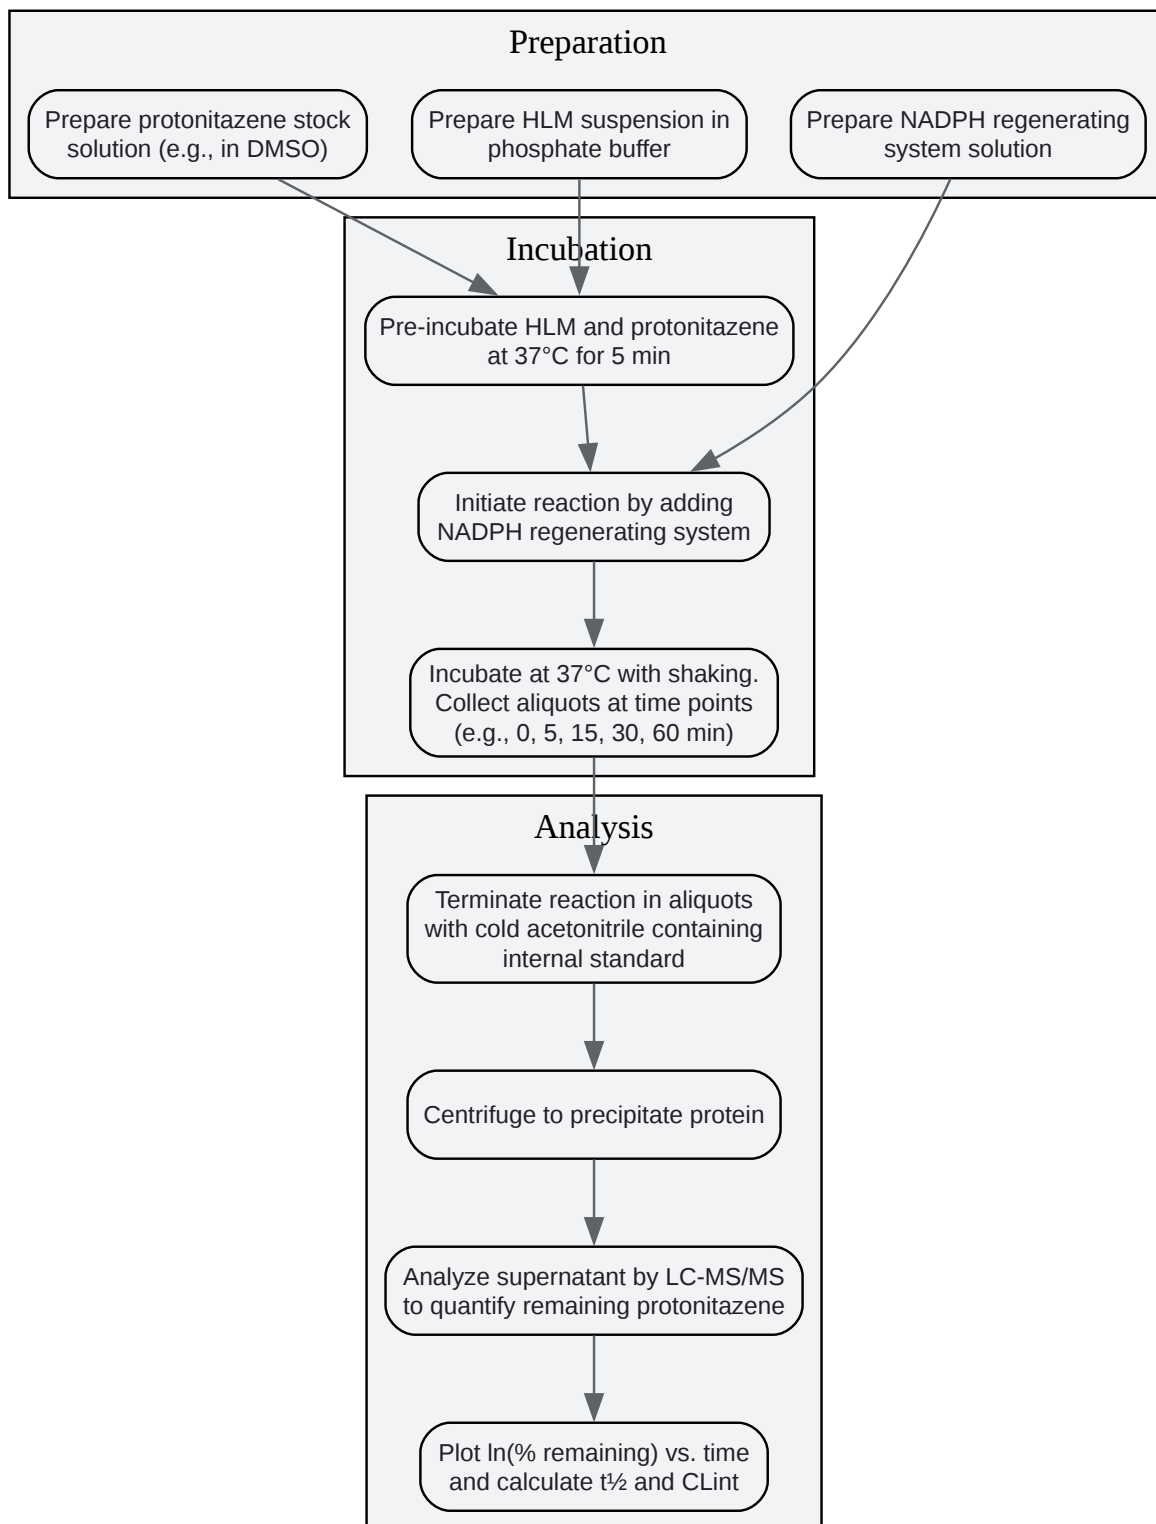 Preparation
Prepare protonitazene stock
solution (e.g., in DMSO)
Prepare HLM suspension in
phosphate buffer
Prepare NADPH regenerating
system solution
Incubation
Pre-incubate HLM and protonitazene
at 37°C for 5 min
Initiate reaction by adding
NADPH regenerating system
Incubate at 37°C with shaking.
Collect aliquots at time points
(e.g., 0, 5, 15, 30, 60 min)
Analysis
Terminate reaction in aliquots
with cold acetonitrile containing
internal standard
Centrifuge to precipitate protein
Analyze supernatant by LC-MS/MS
to quantify remaining protonitazene
Plot ln(% remaining) vs. time
and calculate t½ and CLint